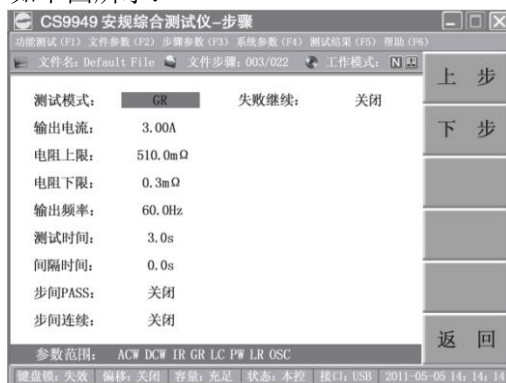 CS9949 安规综合测试仪–步骤
功能测试(F1) 文件参数(F2) 步骤参数(F3) 系统参数(F4) 测试结果(F5) 帮助(F6)
文件名: Default File 文件步骤: 003/022 工作模式: N
上 步
测试模式: GR 失败继续: 关闭
输出电流: 3.00A
下 步
电阻上限: 510.0mΩ
电阻下限: 0.3mΩ
输出频率: 60.0Hz
测试时间: 3.0s
间隔时间: 0.0s
步间PASS: 关闭
步间连续: 关闭
返 回
参数范围: ACW DCW IR GR LC PW LR OSC
键盘锁: 失效 偏移: 关闭 容量: 充足 状态: 本控 接口: USB 2011-05-05 14: 14: 14